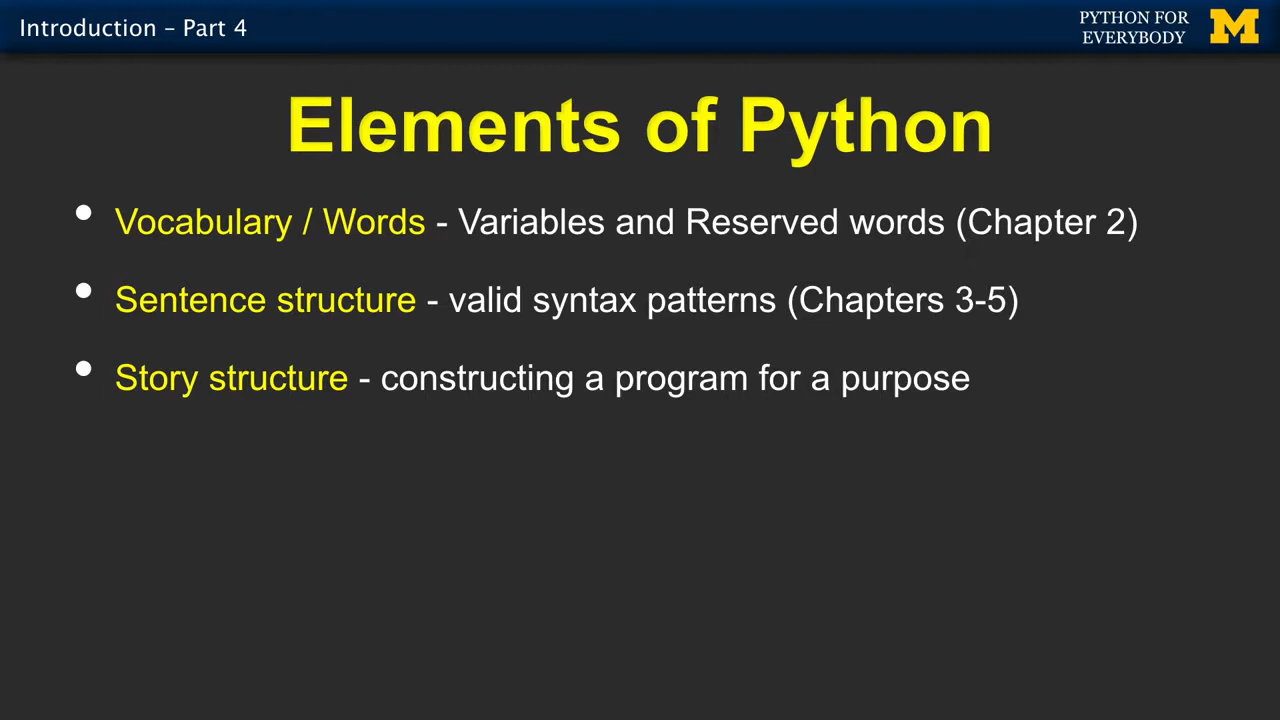 Introduction – Part 4
PYTHON FOR
EVERYBODY
M
Elements of Python
• Vocabulary / Words - Variables and Reserved words (Chapter 2)
• Sentence structure - valid syntax patterns (Chapters 3-5)
• Story structure - constructing a program for a purpose